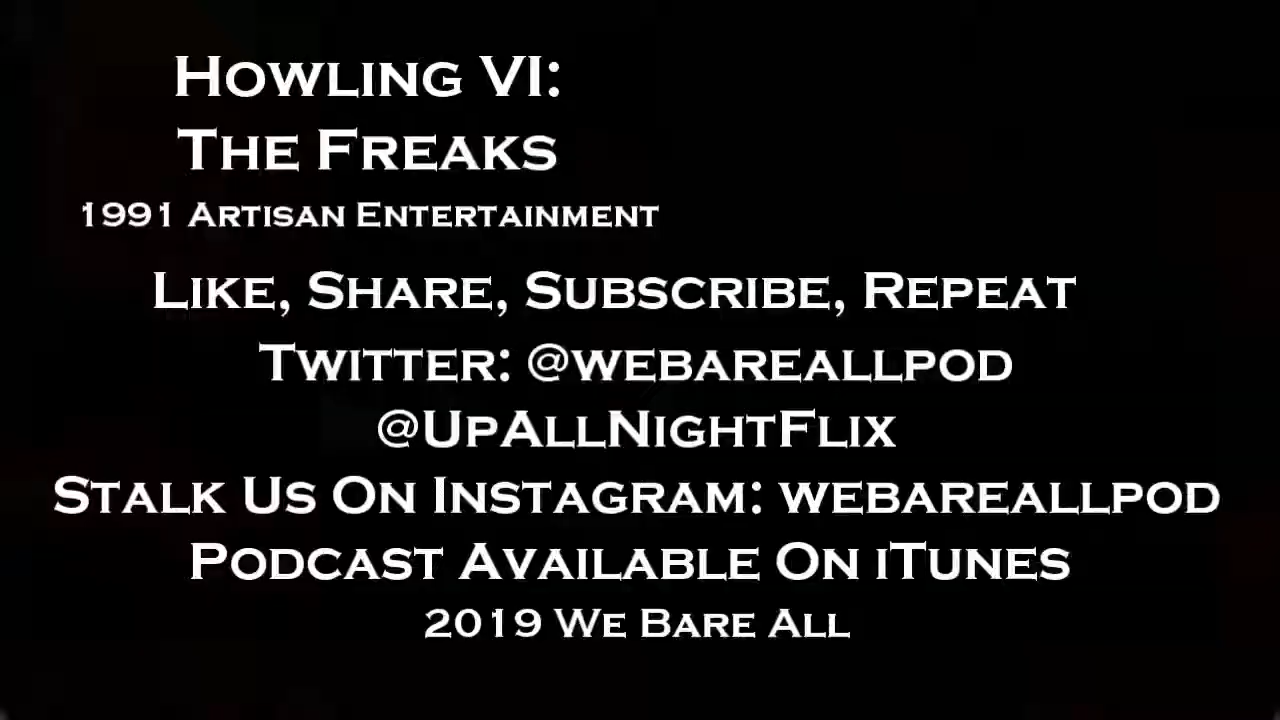 Howling VI:
The Freaks
1991 Artisan Entertainment
Like, Share, Subscribe, Repeat
Twitter: @webareallpod
@UpAllNightFlix
Stalk Us On Instagram: webareallpod
Podcast Available On iTunes
2019 We Bare All